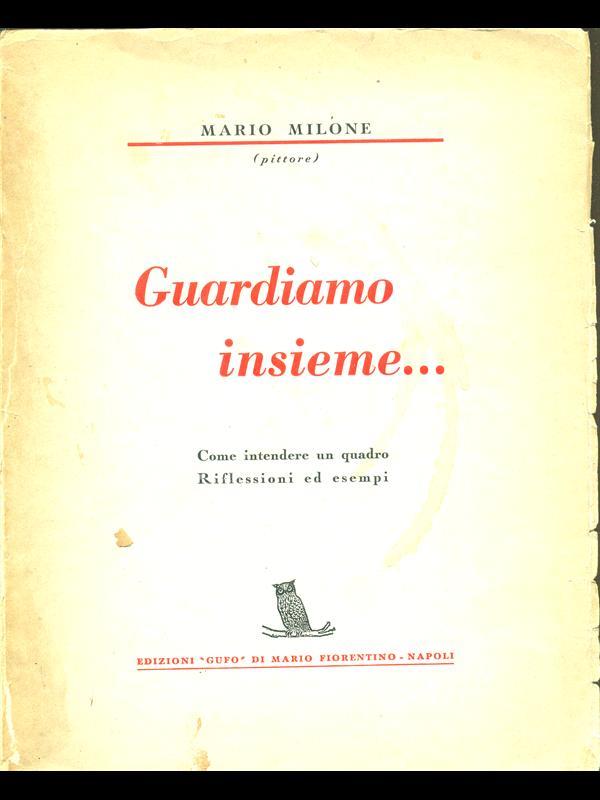 MARIO MILONE
(pittore)
Guardiamo
insieme...
Come intendere un quadro
Riflessioni ed esempi
EDIZIONI "GUFO" DI MARIO FIORENTINO - NAPOLI